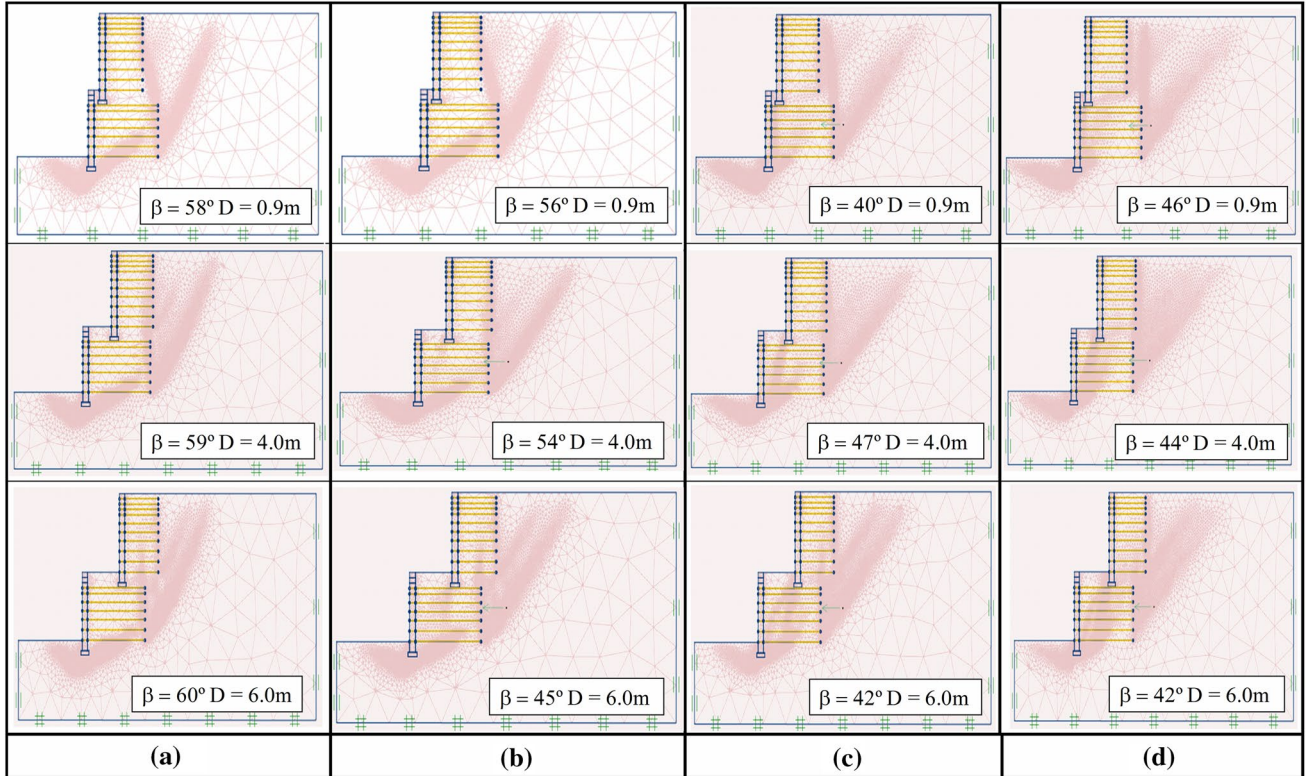 β = 58º D = 0.9m
β = 56º D = 0.9m
β = 40º D = 0.9m
β = 46º D = 0.9m
β = 59º D = 4.0m
β = 54º D = 4.0m
β = 47º D = 4.0m
β = 44º D = 4.0m
β = 60º D = 6.0m
β = 45º D = 6.0m
β = 42º D = 6.0m
β = 42º D = 6.0m
(a)
(b)
(c)
(d)